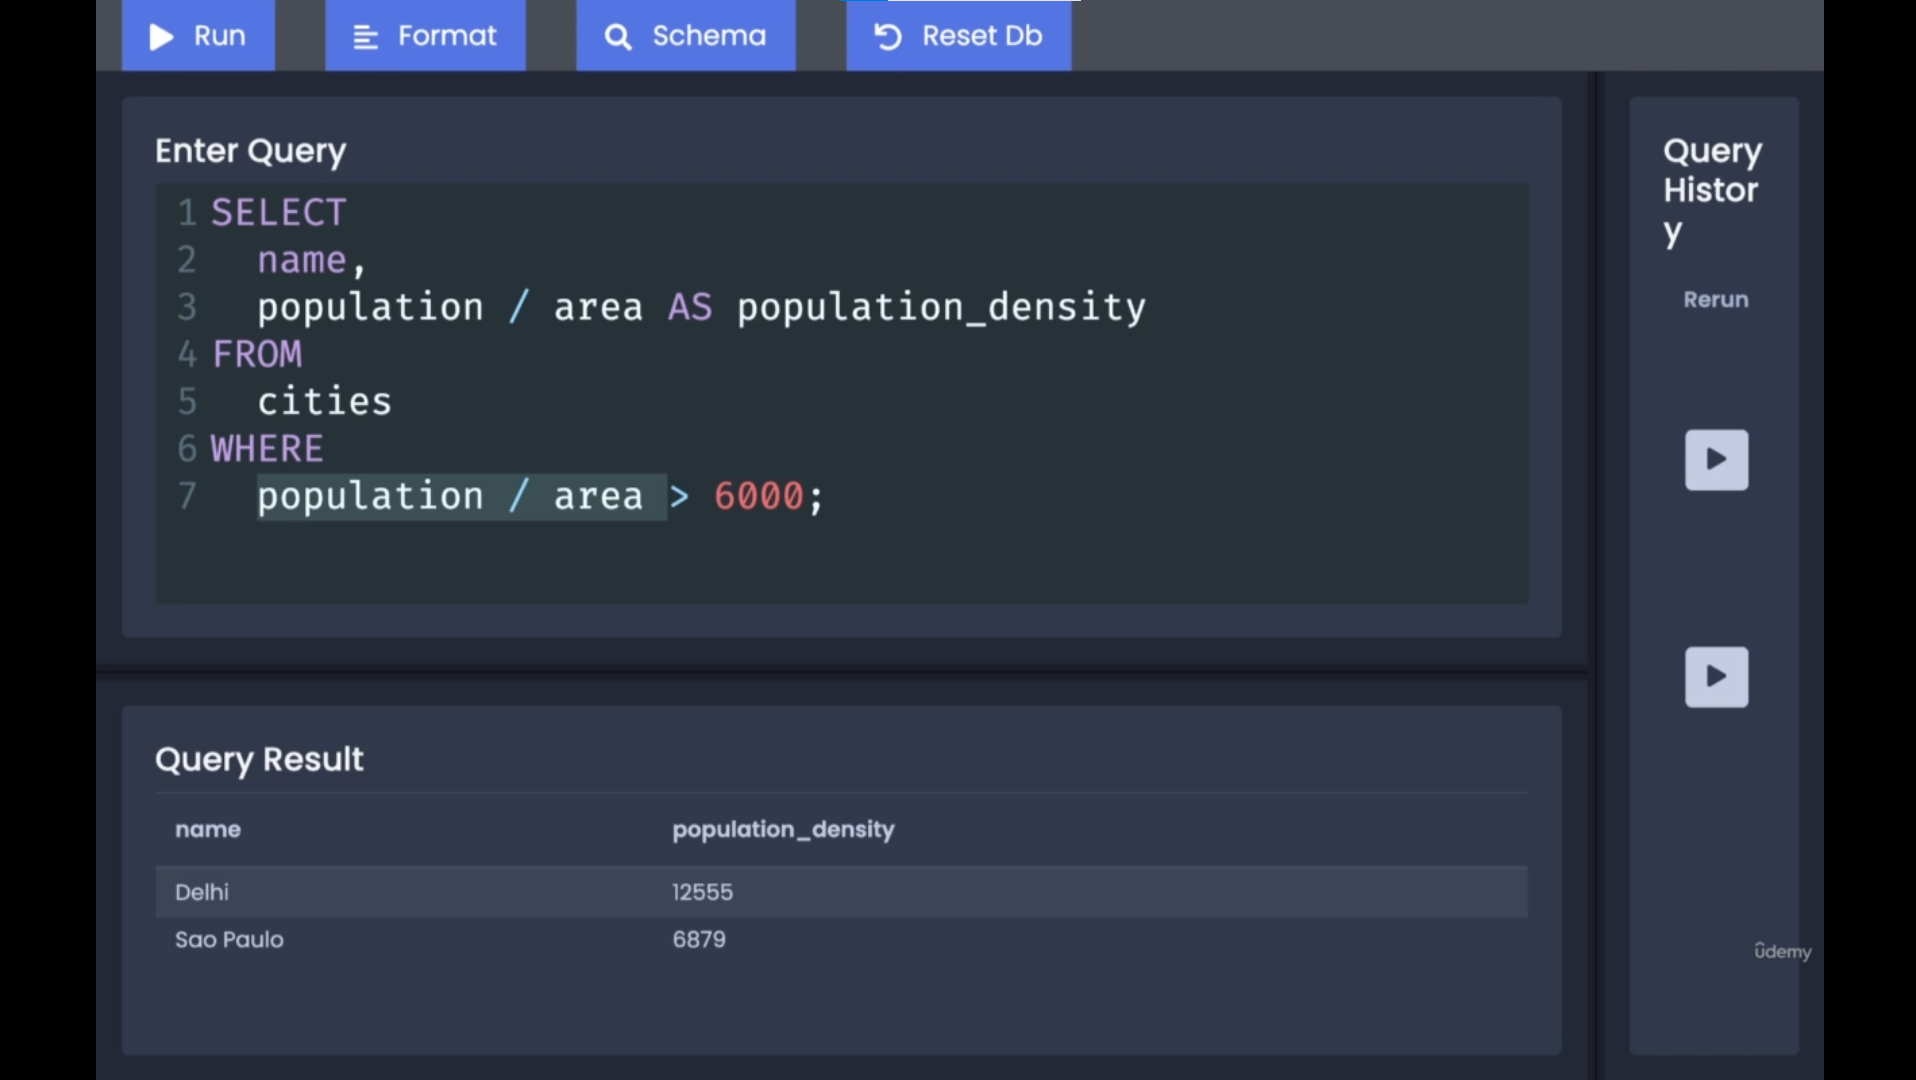 Run Format Schema Reset Db
Enter Query
1 SELECT
2 name,
3 population / area AS population_density
4 FROM
5 cities
6 WHERE
7 population / area > 6000;
Query
Histor
y
Rerun
Query Result
name population_density
Delhi 12555
Sao Paulo 6879
ûdemy